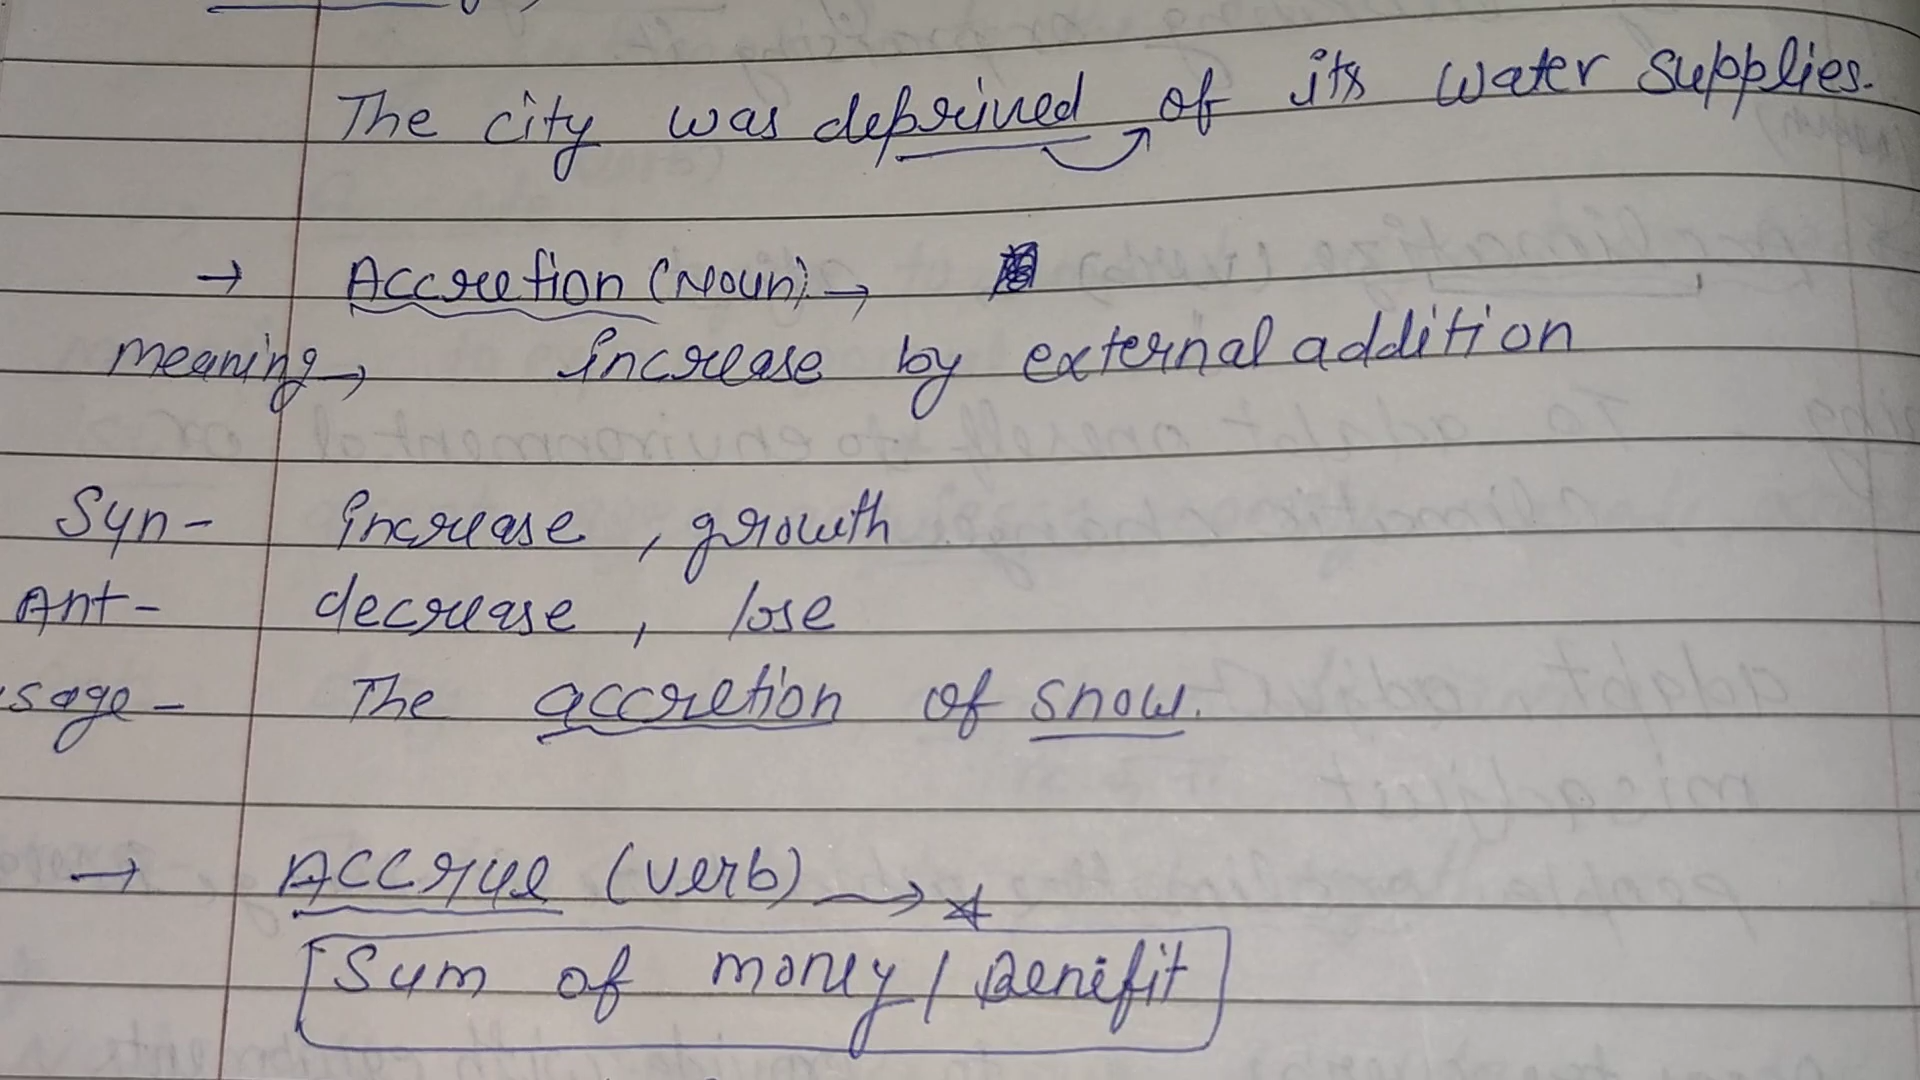 The city was deprived of its water supplies.
→ Accretion (Noun) →
meaning → increase by external addition
Syn - increase, growth
Ant - decrease, lose
sage - The accretion of snow.
→ Accrue (verb) →
Sum of money / Benifit